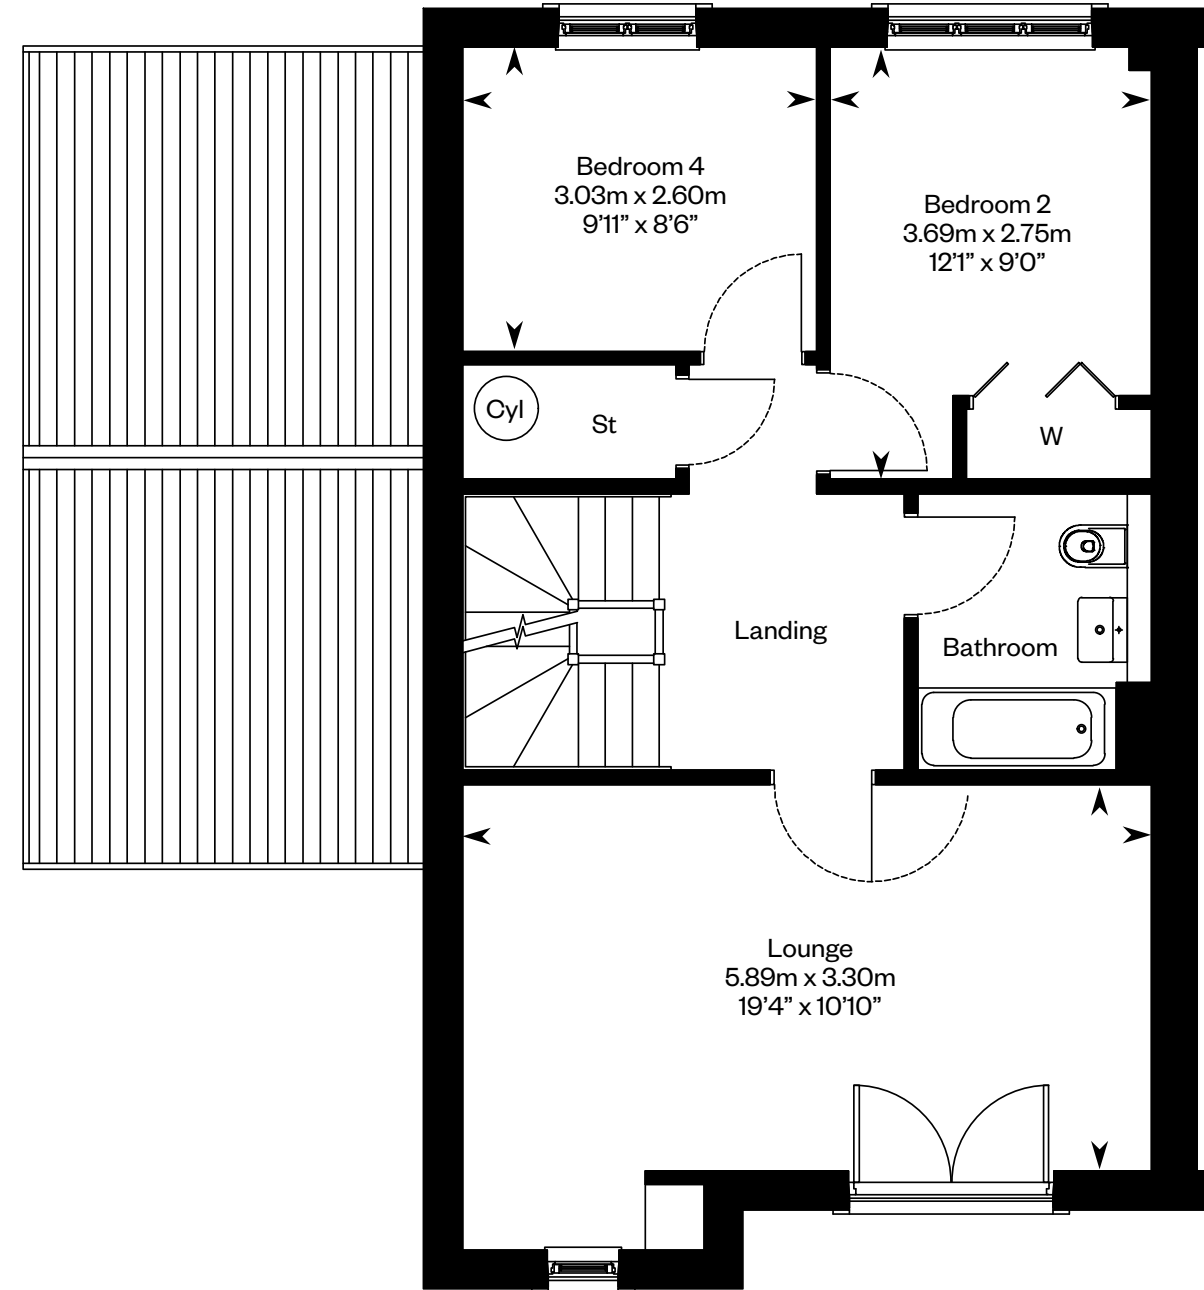 Bedroom 4
3.03m x 2.60m
9’11” x 8’6”
Bedroom 2
3.69m x 2.75m
12’1” x 9’0”
Cyl
St
W
Landing
Bathroom
Lounge
5.89m x 3.30m
19’4” x 10’10”